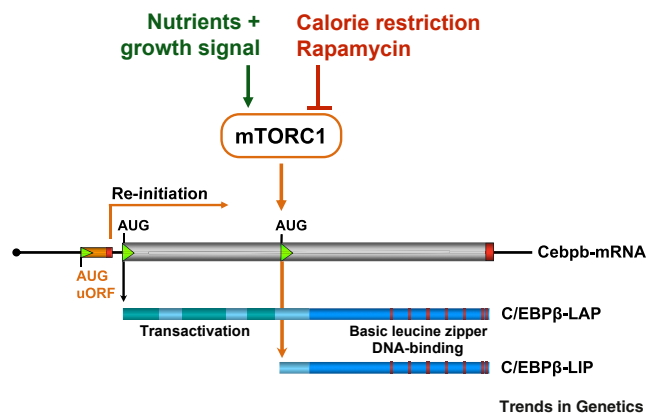 Nutrients +
growth signal
Calorie restriction
Rapamycin
mTORC1
Re-initiation
AUG
AUG
Cebpb-mRNA
AUG
uORF
C/EBPβ-LAP
Transactivation
Basic leucine zipper
DNA-binding
C/EBPβ-LIP
Trends in Genetics